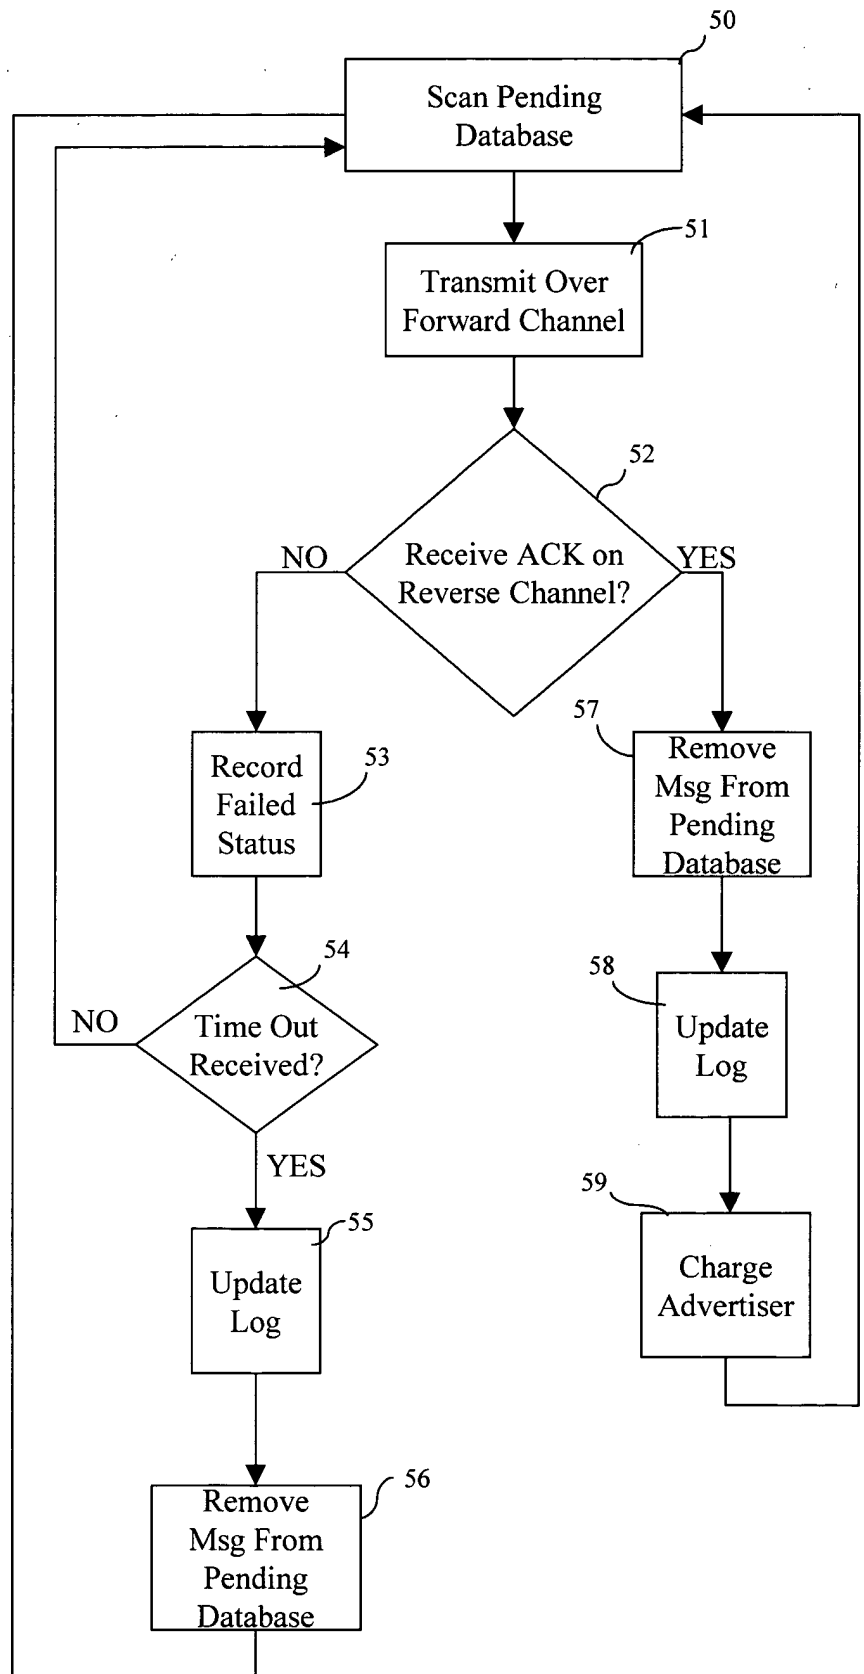 50
Scan Pending
Database
51
Transmit Over
Forward Channel
52
Receive ACK on
Reverse Channel?
NO
YES
53
Record
Failed
Status
57
Remove
Msg From
Pending
Database
54
Time Out
Received?
NO
YES
58
Update
Log
55
Update
Log
59
Charge
Advertiser
56
Remove
Msg From
Pending
Database